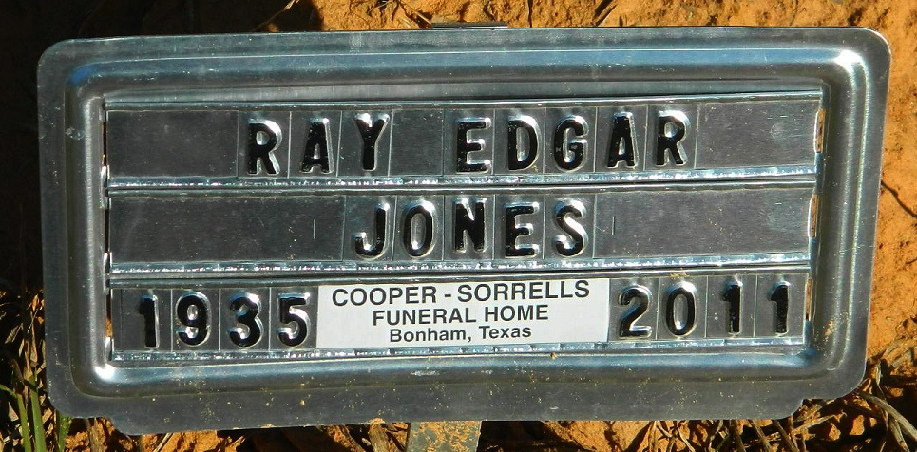 RAY EDGAR
JONES
1935 2011
COOPER - SORRELLS
FUNERAL HOME
Bonham, Texas